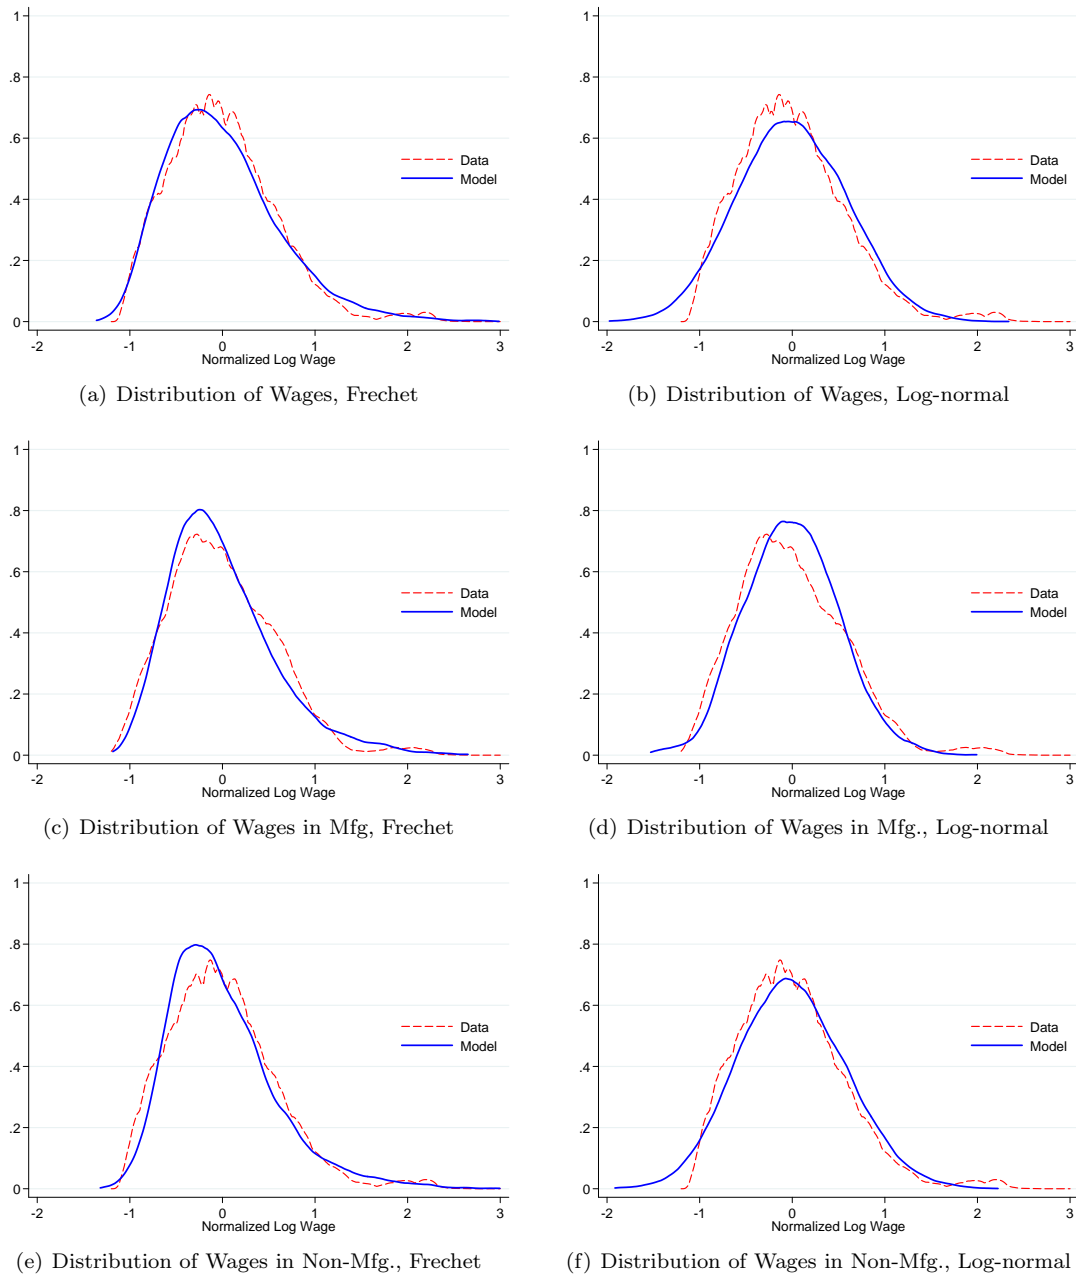 1
.8
.6
.4
.2
0
Data
Model
-2 -1 0 1 2 3
Normalized Log Wage
(a) Distribution of Wages, Frechet
1
.8
.6
.4
.2
0
Data
Model
-2 -1 0 1 2 3
Normalized Log Wage
(b) Distribution of Wages, Log-normal
1
.8
.6
.4
.2
0
Data
Model
-2 -1 0 1 2 3
Normalized Log Wage
(c) Distribution of Wages in Mfg, Frechet
1
.8
.6
.4
.2
0
Data
Model
-2 -1 0 1 2 3
Normalized Log Wage
(d) Distribution of Wages in Mfg., Log-normal
1
.8
.6
.4
.2
0
Data
Model
-2 -1 0 1 2 3
Normalized Log Wage
(e) Distribution of Wages in Non-Mfg., Frechet
1
.8
.6
.4
.2
0
Data
Model
-2 -1 0 1 2 3
Normalized Log Wage
(f) Distribution of Wages in Non-Mfg., Log-normal